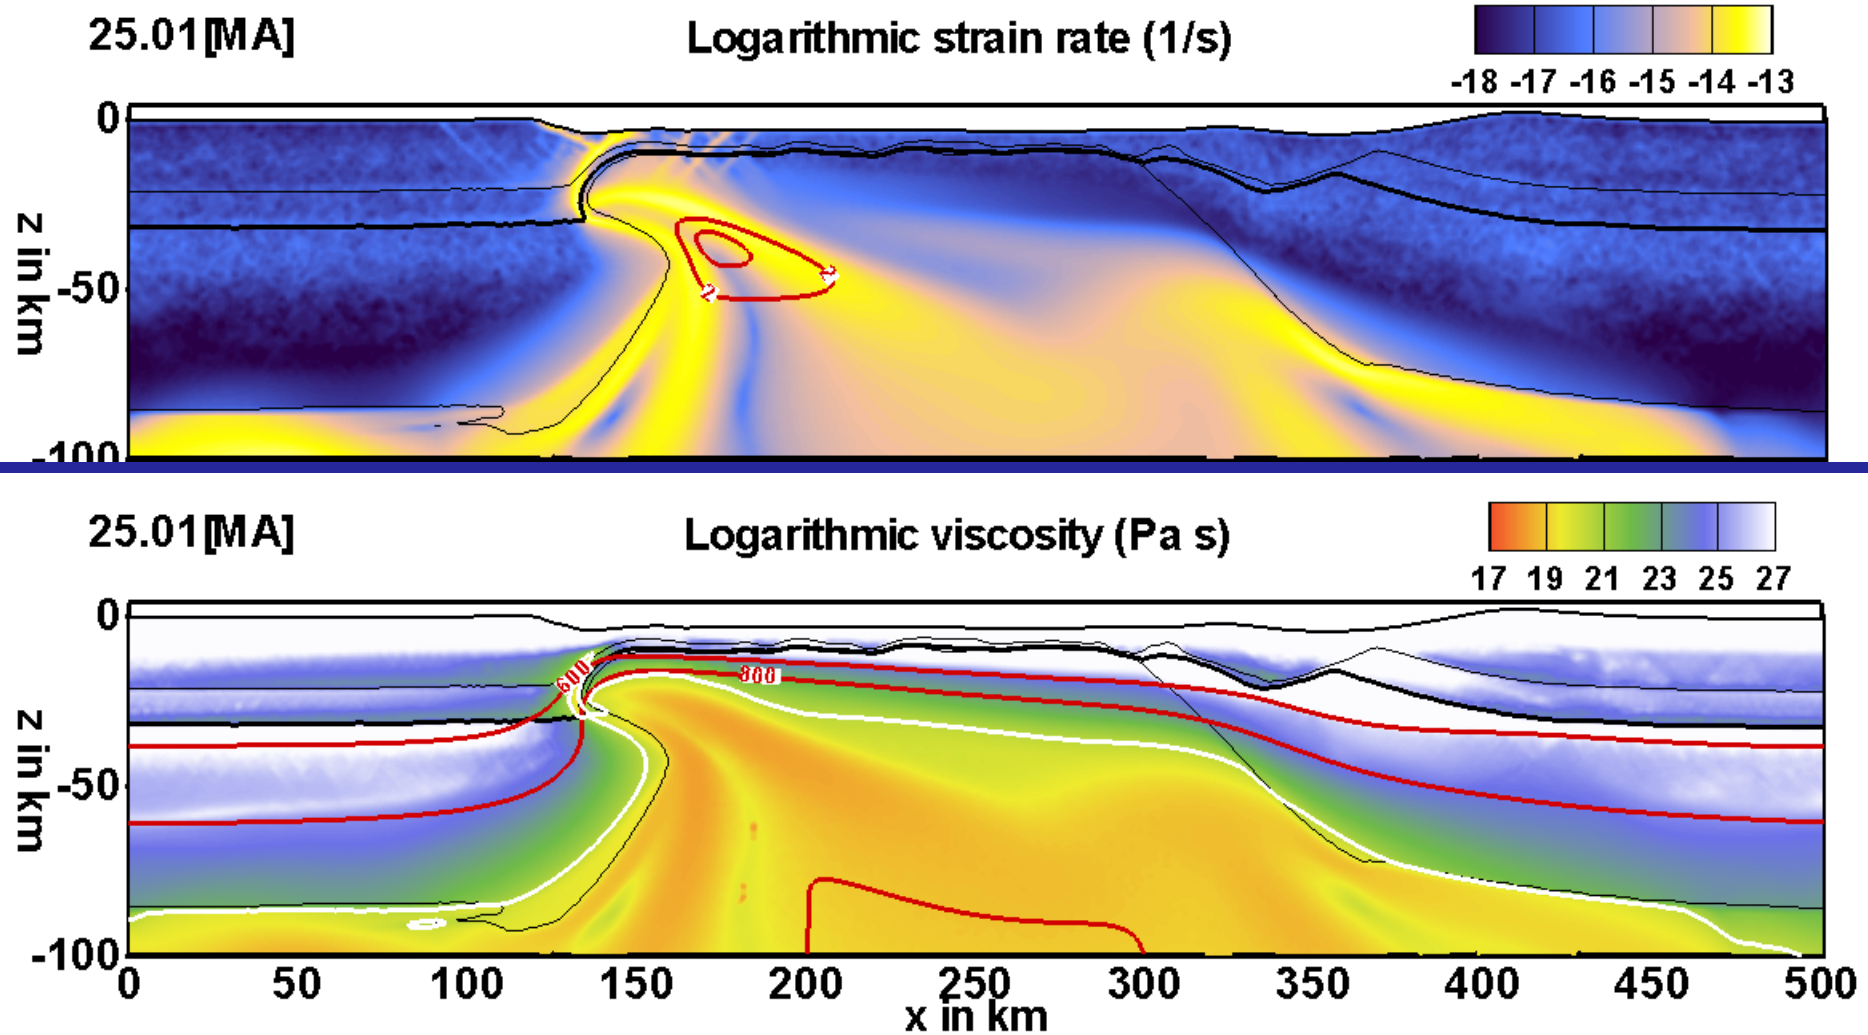 25.01[MA] Logarithmic strain rate (1/s)
-18 -17 -16 -15 -14 -13
0
-50
-100
z in km
2
2
25.01[MA] Logarithmic viscosity (Pa s)
17 19 21 23 25 27
0
-50
-100
z in km
600
800
0 50 100 150 200 250 300 350 400 450 500
x in km